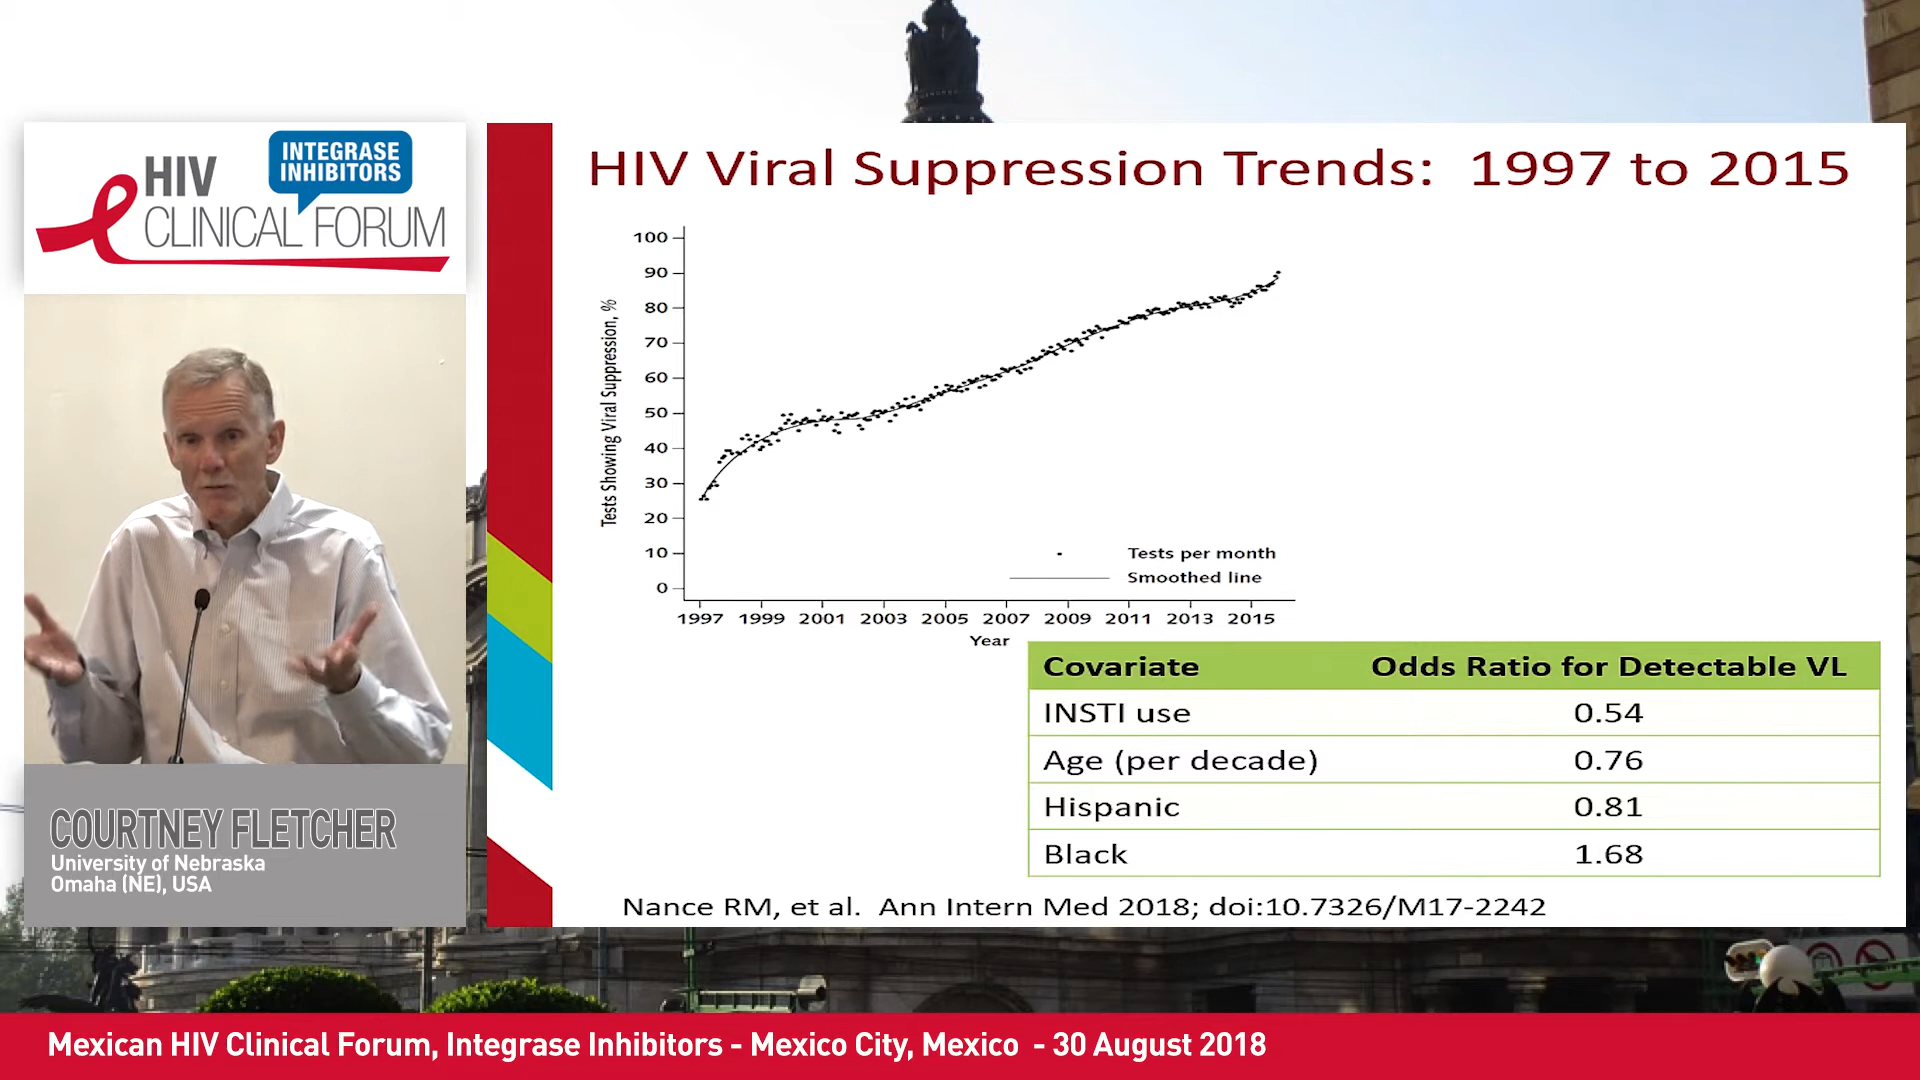 HIV
INTEGRASE
INHIBITORS
CLINICAL FORUM
COURTNEY FLETCHER
University of Nebraska
Omaha (NE), USA
HIV Viral Suppression Trends: 1997 to 2015
Tests Showing Viral Suppression, %
100
90
80
70
60
50
40
30
20
10
0
Tests per month
Smoothed line
1997 1999 2001 2003 2005 2007 2009 2011 2013 2015
Year
Covariate Odds Ratio for Detectable VL
INSTI use 0.54
Age (per decade) 0.76
Hispanic 0.81
Black 1.68
Nance RM, et al. Ann Intern Med 2018; doi:10.7326/M17-2242
Mexican HIV Clinical Forum, Integrase Inhibitors - Mexico City, Mexico - 30 August 2018